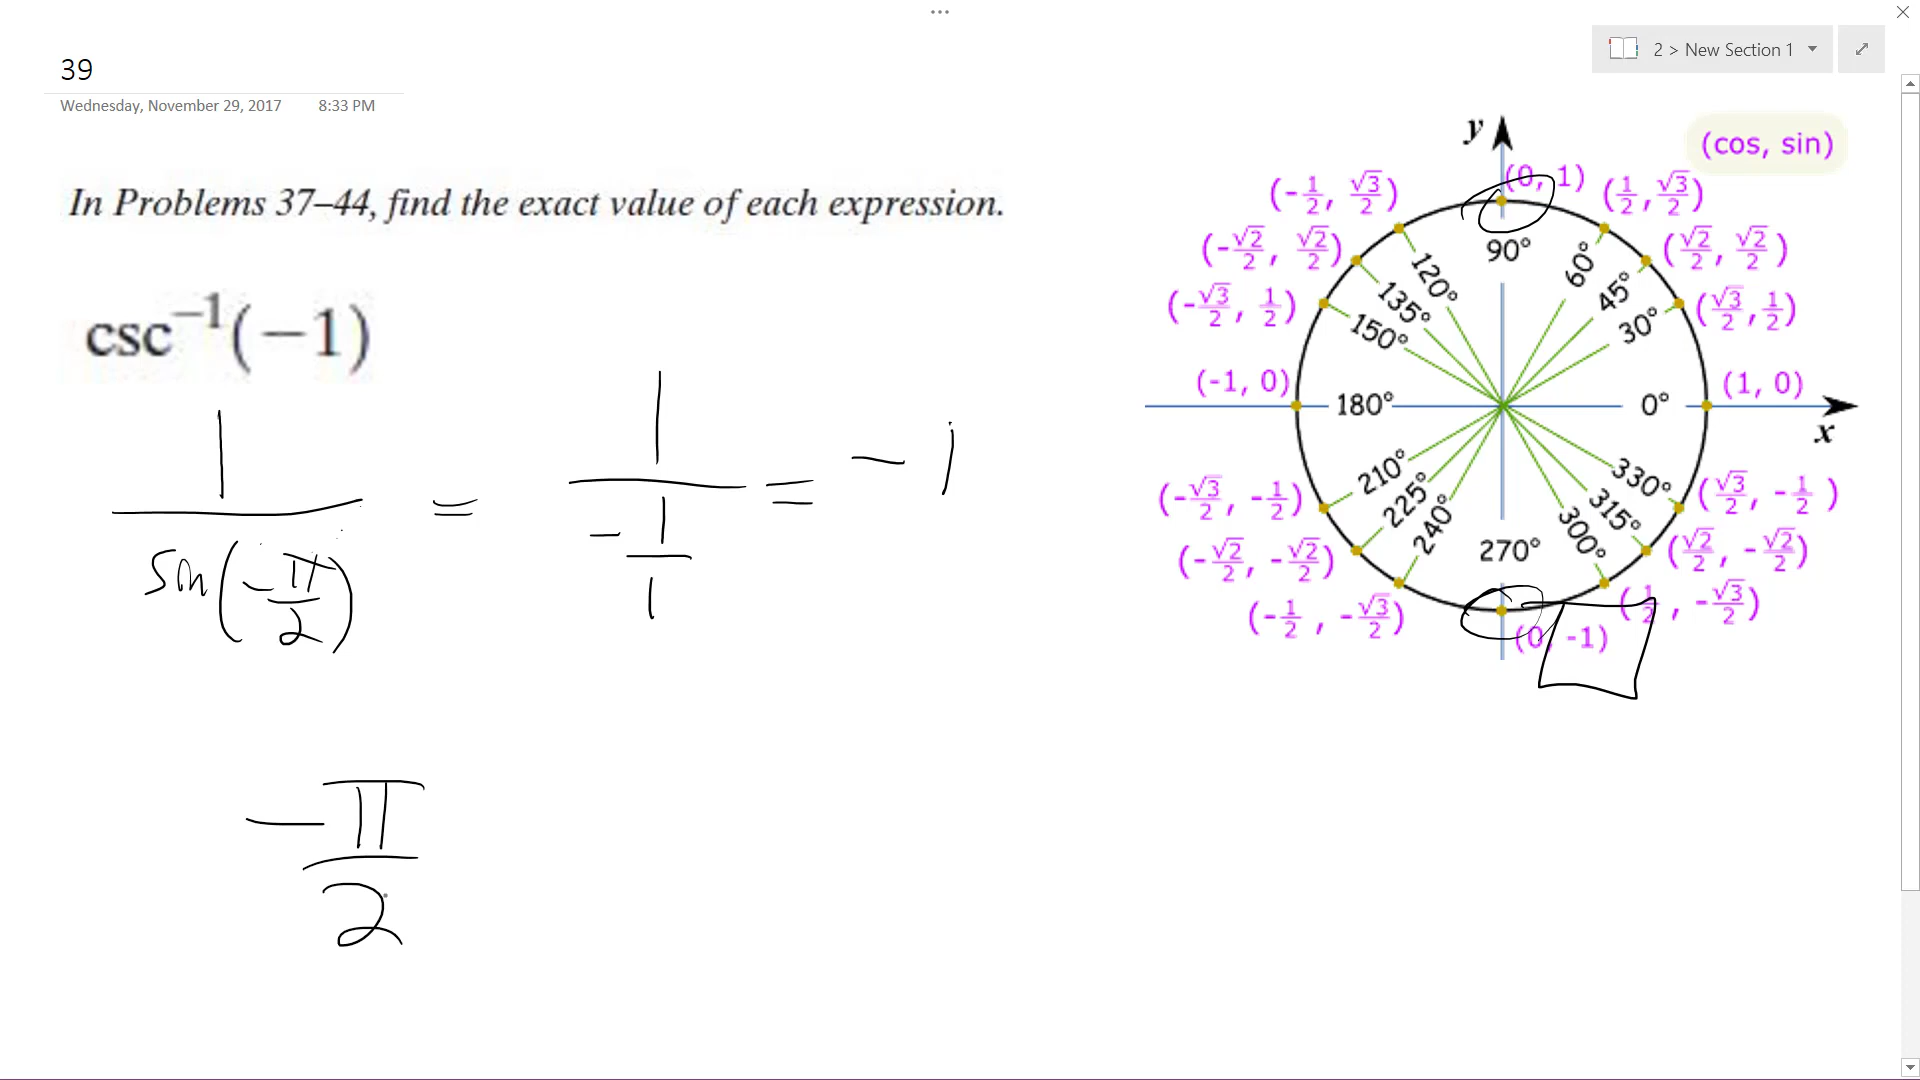 2 > New Section 1
39
Wednesday, November 29, 2017 8:33 PM
In Problems 37–44, find the exact value of each expression.
csc⁻¹(−1)
1/sin(-π/2) = 1/(-1/1) = -1
-π/2
y
(cos, sin)
(0, 1)
(-1/2, √3/2) (1/2, √3/2)
(-√2/2, √2/2) (√2/2, √2/2)
(-√3/2, 1/2) (√3/2, 1/2)
(-1, 0) (1, 0)
90°
120° 60°
135° 45°
150° 30°
180° 0°
x
210° 330°
225° 315°
240° 300°
270°
(-√3/2, -1/2) (√3/2, -1/2)
(-√2/2, -√2/2) (√2/2, -√2/2)
(-1/2, -√3/2) (1/2, -√3/2)
(0, -1)